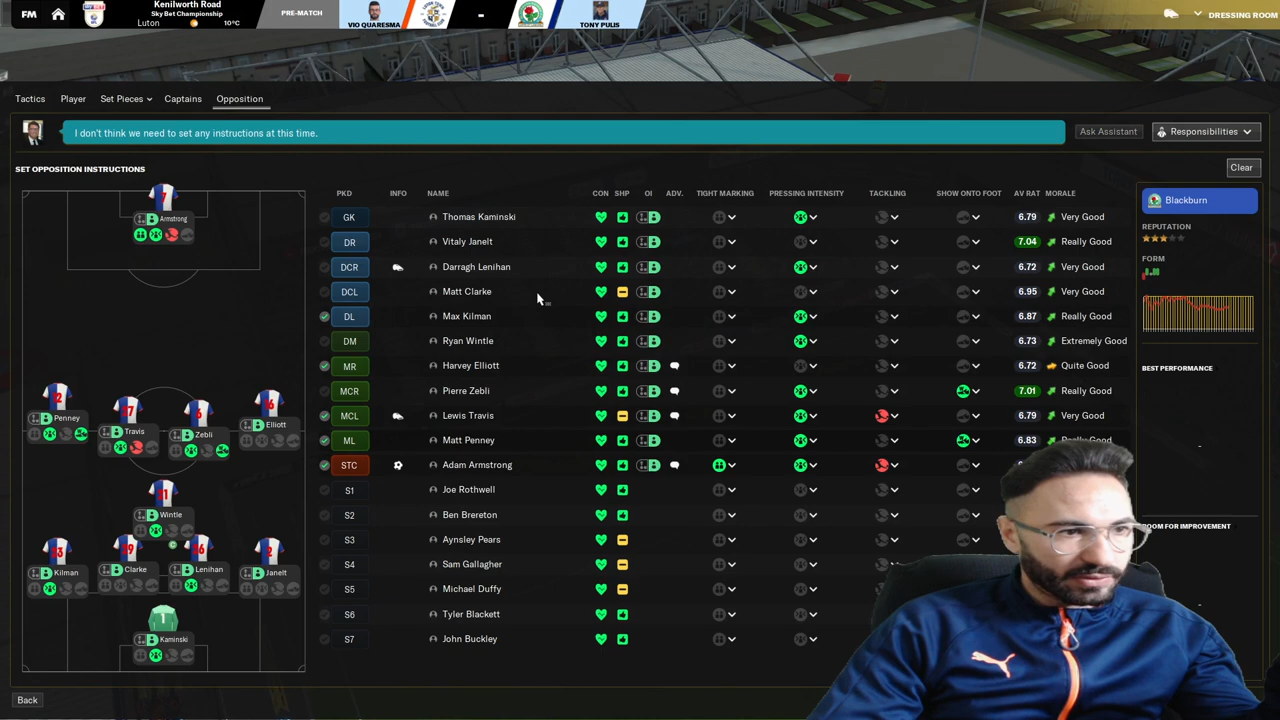 FM Kenilworth Road PRE-MATCH VIO QUARESMA - TONY PULIS DRESSING ROOM
Sky Bet Championship
Luton 10°C
Tactics Player Set Pieces Captains Opposition
I don't think we need to set any instructions at this time. Ask Assistant Responsibilities
SET OPPOSITION INSTRUCTIONS Clear
PKD INFO NAME CON SHP OI ADV. TIGHT MARKING PRESSING INTENSITY TACKLING SHOW ONTO FOOT AV RAT MORALE
GK Thomas Kaminski 6.79 Very Good
DR Vitaly Janelt 7.04 Really Good
DCR Darragh Lenihan 6.72 Very Good
DCL Matt Clarke 6.95 Very Good
DL Max Kilman 6.87 Really Good
DM Ryan Wintle 6.73 Extremely Good
MR Harvey Elliott 6.72 Quite Good
MCR Pierre Zebli 7.01 Really Good
MCL Lewis Travis 6.79 Very Good
ML Matt Penney 6.83 Really Good
STC Adam Armstrong
S1 Joe Rothwell
S2 Ben Brereton
S3 Aynsley Pears
S4 Sam Gallagher
S5 Michael Duffy
S6 Tyler Blackett
S7 John Buckley
Armstrong
Penney Travis Zebli Elliott
Wintle
Kilman Clarke Lenihan Janelt
1
Kaminski
Blackburn
REPUTATION
FORM
BEST PERFORMANCE
-
ROOM FOR IMPROVEMENT
-
Back